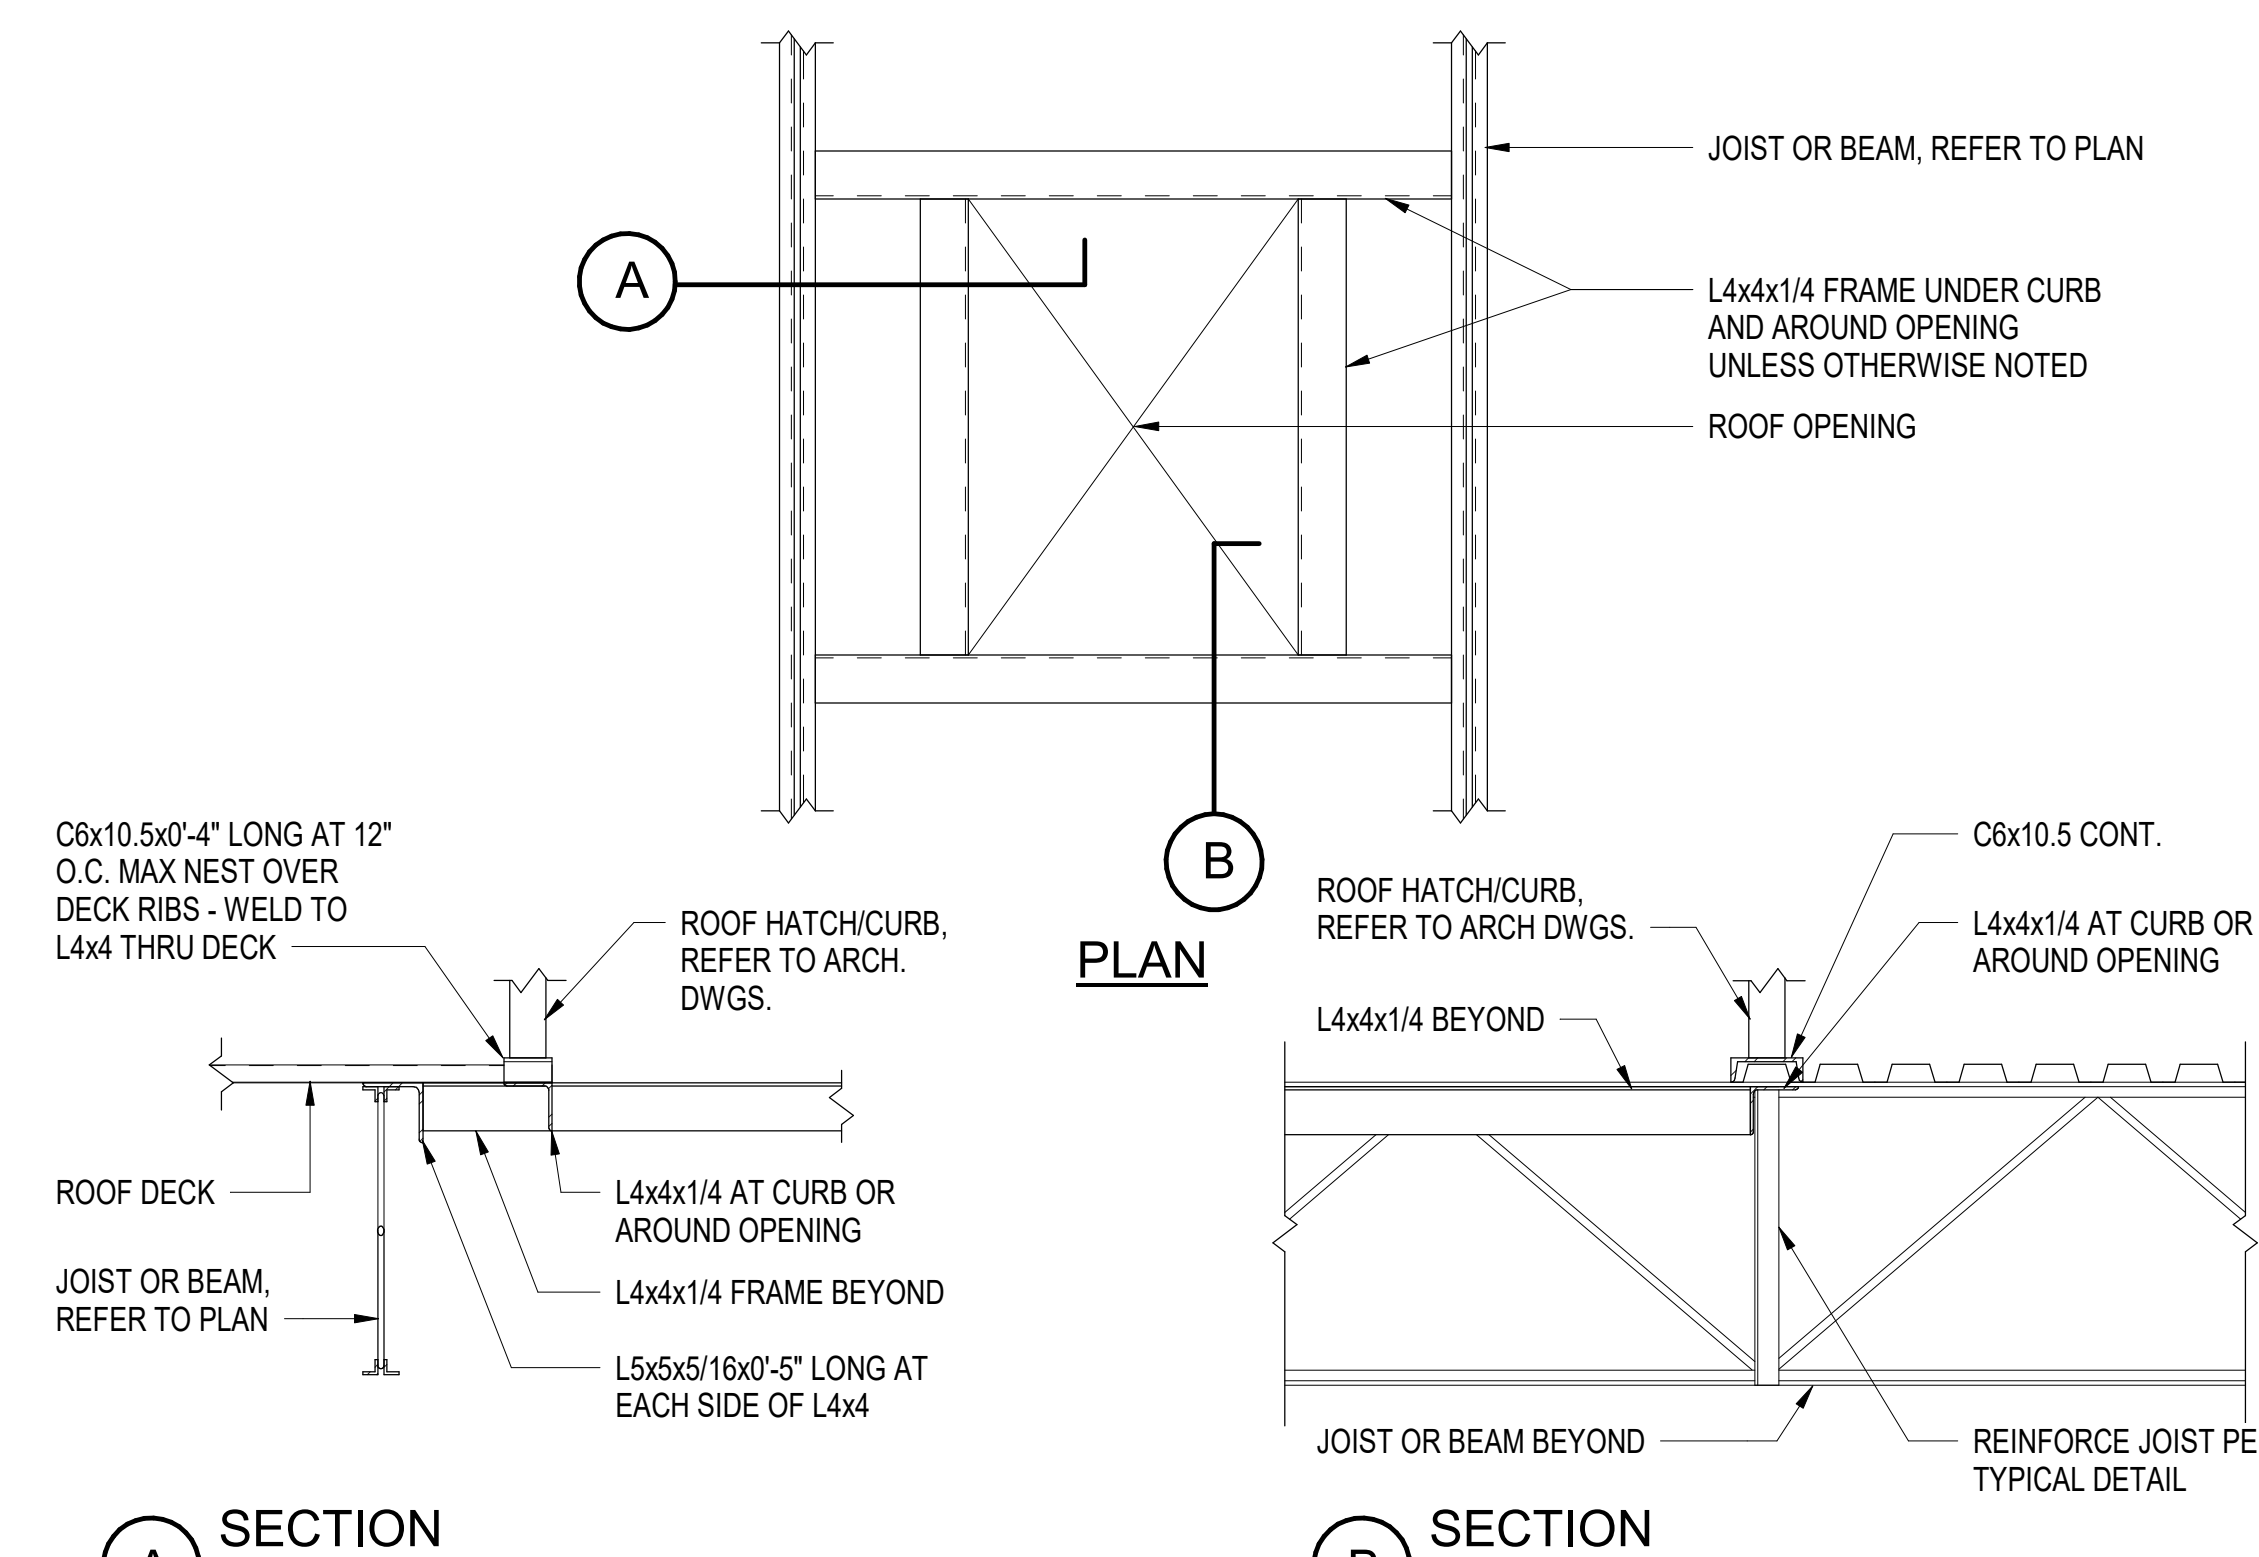 JOIST OR BEAM, REFER TO PLAN
A
L4x4x1/4 FRAME UNDER CURB
AND AROUND OPENING
UNLESS OTHERWISE NOTED
ROOF OPENING
B
PLAN
C6x10.5x0'-4" LONG AT 12"
O.C. MAX NEST OVER
DECK RIBS - WELD TO
L4x4 THRU DECK
ROOF HATCH/CURB,
REFER TO ARCH.
DWGS.
ROOF DECK
JOIST OR BEAM,
REFER TO PLAN
L4x4x1/4 AT CURB OR
AROUND OPENING
L4x4x1/4 FRAME BEYOND
L5x5x5/16x0'-5" LONG AT
EACH SIDE OF L4x4
A
SECTION
C6x10.5 CONT.
ROOF HATCH/CURB,
REFER TO ARCH DWGS.
L4x4x1/4 AT CURB OR
AROUND OPENING
L4x4x1/4 BEYOND
JOIST OR BEAM BEYOND
REINFORCE JOIST PE
TYPICAL DETAIL
B
SECTION